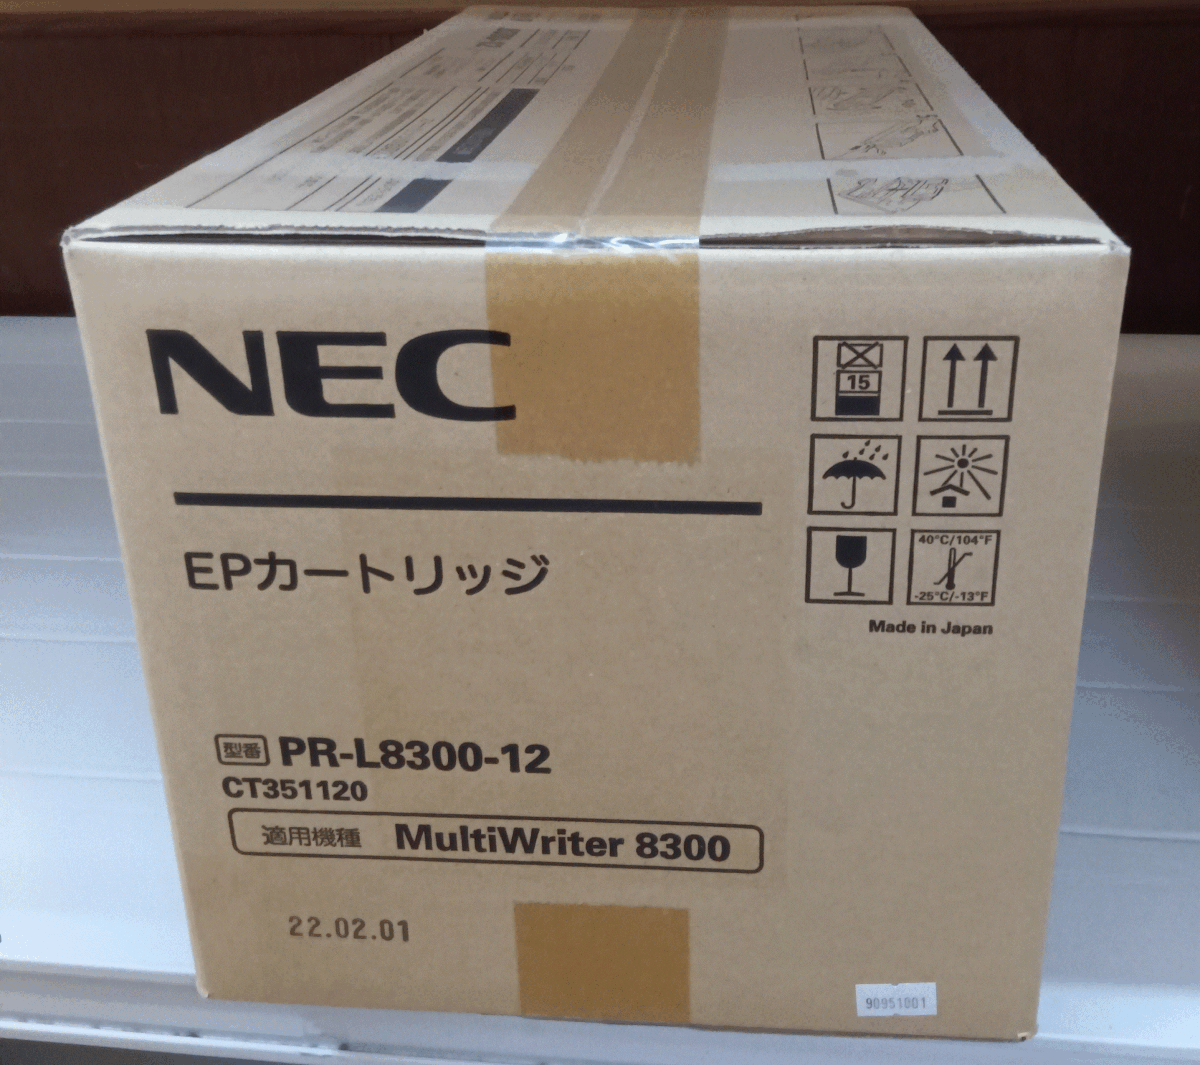 NEC
EPカートリッジ
型番 PR-L8300-12
CT351120
適用機種 MultiWriter 8300
22.02.01
15
40°C/104°F
-25°C/-13°F
Made in Japan
90951001